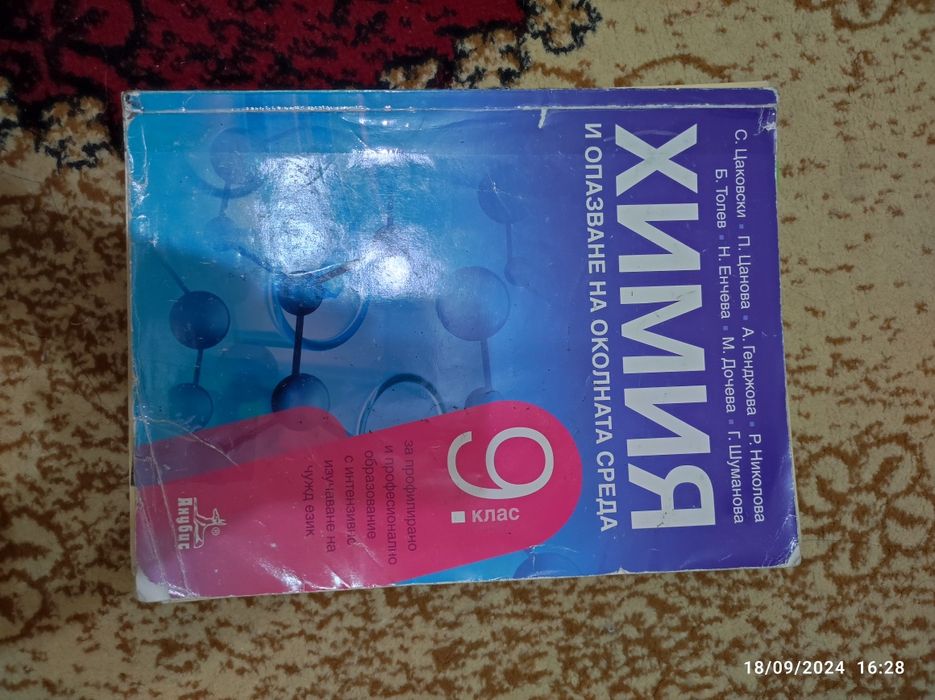 С. Цаковски ▪ П. Цанова ▪ А. Генджова ▪ Р. Николова
Б. Толев ▪ Н. Енчева ▪ М. Дочева ▪ Г. Шуманова
ХИМИЯ
И ОПАЗВАНЕ НА ОКОЛНАТА СРЕДА
9.
клас
за профилирано
и професионално
образование
с интензивно
изучаване на
чужд език
®
Анубис
18/09/2024 16:28